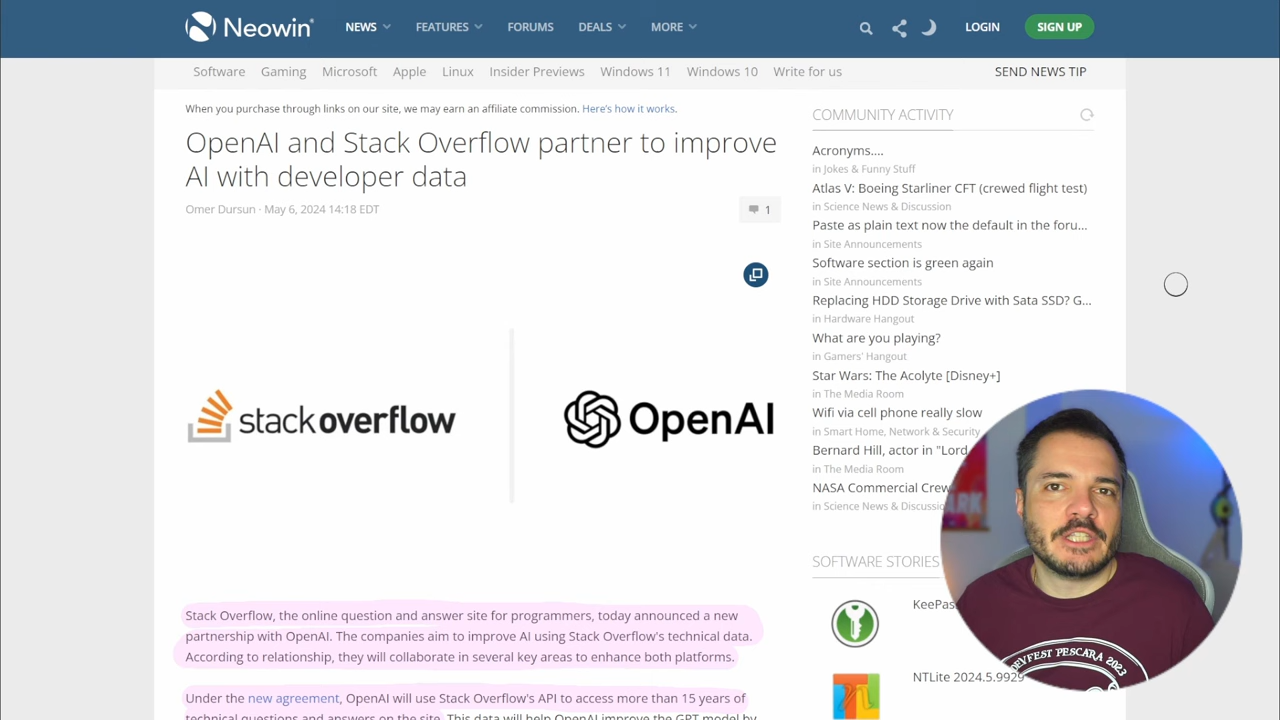 Neowin
NEWS
FEATURES
FORUMS
DEALS
MORE
LOGIN
SIGN UP
Software
Gaming
Microsoft
Apple
Linux
Insider Previews
Windows 11
Windows 10
Write for us
SEND NEWS TIP
When you purchase through links on our site, we may earn an affiliate commission. Here's how it works.
OpenAI and Stack Overflow partner to improve
AI with developer data
Omer Dursun · May 6, 2024 14:18 EDT
1
stackoverflow
OpenAI
Stack Overflow, the online question and answer site for programmers, today announced a new
partnership with OpenAI. The companies aim to improve AI using Stack Overflow's technical data.
According to relationship, they will collaborate in several key areas to enhance both platforms.
Under the new agreement, OpenAI will use Stack Overflow's API to access more than 15 years of
technical questions and answers on the site. This data will help OpenAI improve the GPT model by
COMMUNITY ACTIVITY
Acronyms....
in Jokes & Funny Stuff
Atlas V: Boeing Starliner CFT (crewed flight test)
in Science News & Discussion
Paste as plain text now the default in the foru...
in Site Announcements
Software section is green again
in Site Announcements
Replacing HDD Storage Drive with Sata SSD? G...
in Hardware Hangout
What are you playing?
in Gamers' Hangout
Star Wars: The Acolyte [Disney+]
in The Media Room
Wifi via cell phone really slow
in Smart Home, Network & Security
Bernard Hill, actor in "Lord
in The Media Room
NASA Commercial Crew
in Science News &
SOFTWARE STORIES
NTLite 2024.5.9929
DEVFEST PESCARA 2023